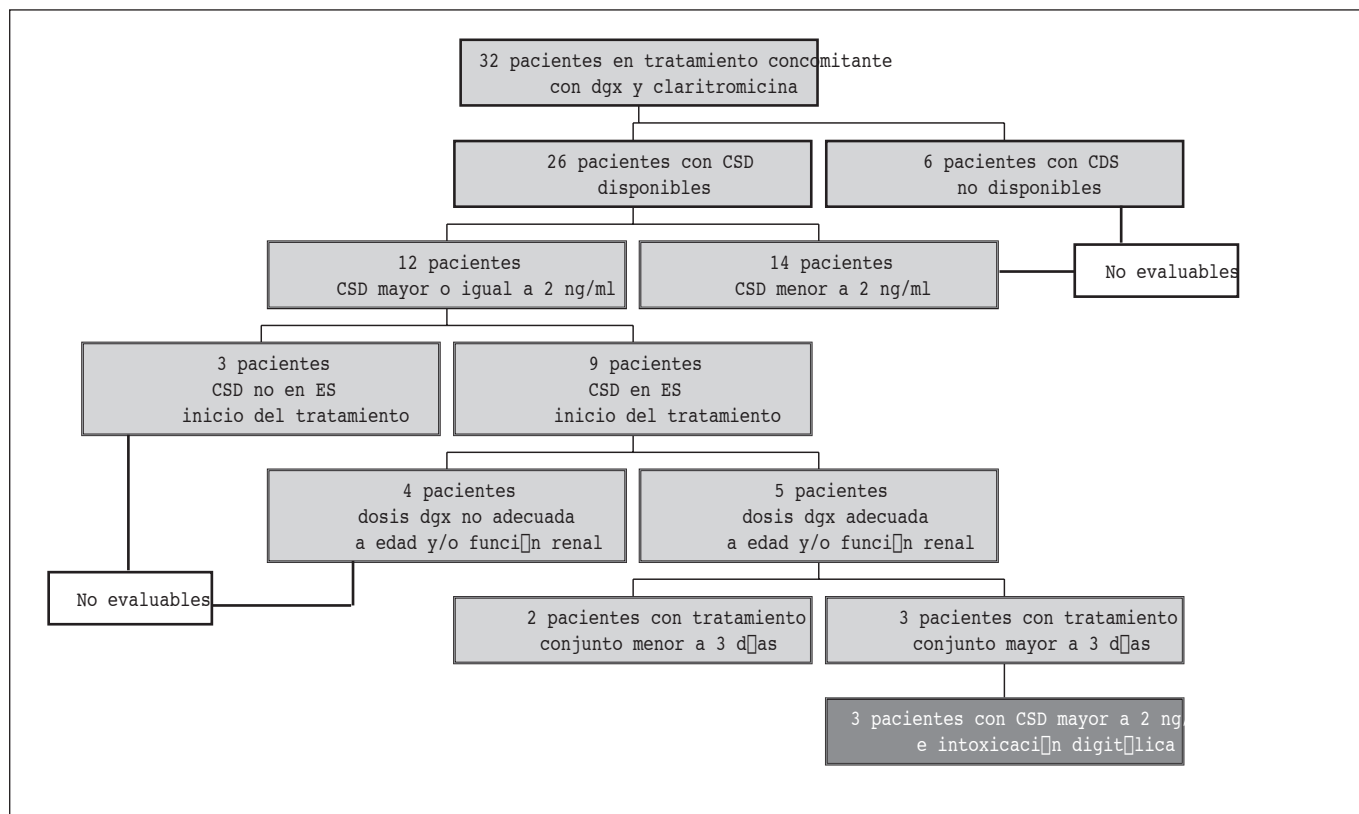 32 pacientes en tratamiento concomitante
con dgx y claritromicina
26 pacientes con CSD
disponibles
6 pacientes con CDS
no disponibles
12 pacientes
CSD mayor o igual a 2 ng/ml
14 pacientes
CSD menor a 2 ng/ml
No evaluables
3 pacientes
CSD no en ES
inicio del tratamiento
9 pacientes
CSD en ES
inicio del tratamiento
4 pacientes
dosis dgx no adecuada
a edad y/o funci□n renal
5 pacientes
dosis dgx adecuada
a edad y/o funci□n renal
No evaluables
2 pacientes con tratamiento
conjunto menor a 3 d□as
3 pacientes con tratamiento
conjunto mayor a 3 d□as
3 pacientes con CSD mayor a 2 ng/
e intoxicaci□n digit□lica